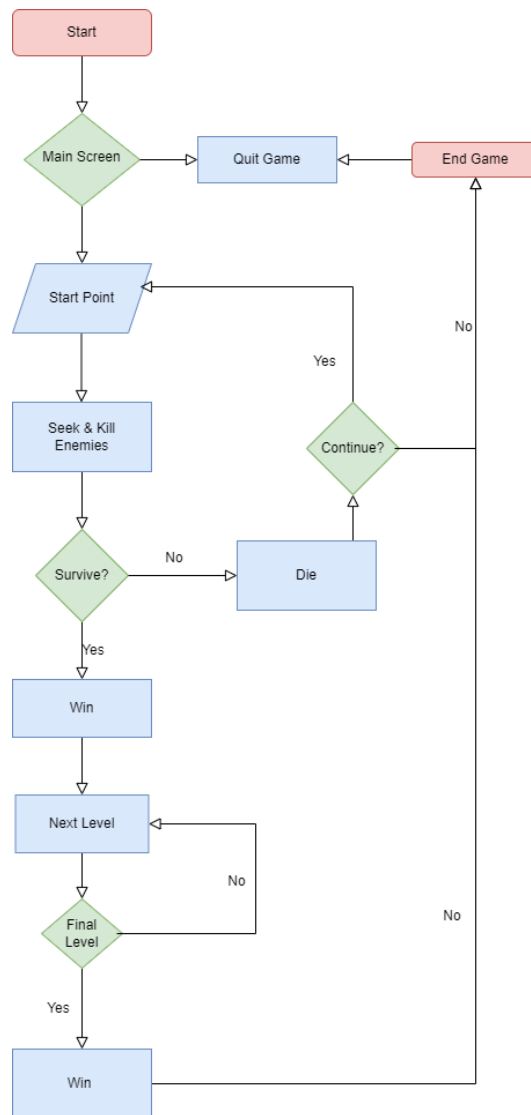 Start
Main Screen
Quit Game
End Game
Start Point
No
Yes
Seek & Kill
Enemies
Continue?
Survive?
No
Die
Yes
Win
Next Level
No
Final
Level
No
Yes
Win